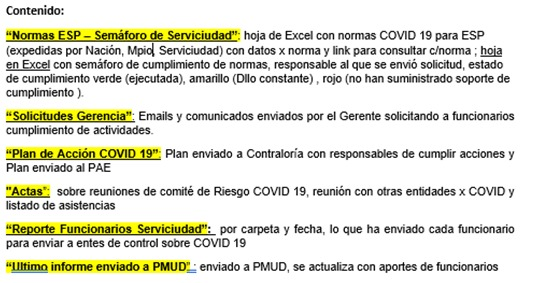 Contenido:
“Normas ESP – Semáforo de Serviciudad”: hoja de Excel con normas COVID 19 para ESP
(expedidas por Nación, Mpio, Serviciudad) con datos x norma y link para consultar c/norma ; hoja
en Excel con semáforo de cumplimiento de normas, responsable al que se envió solicitud, estado
de cumplimiento verde (ejecutada), amarillo (Dllo constante) , rojo (no han suministrado soporte de
cumplimiento ).
“Solicitudes Gerencia”: Emails y comunicados enviados por el Gerente solicitando a funcionarios
cumplimiento de actividades.
“Plan de Acción COVID 19”: Plan enviado a Contraloría con responsables de cumplir acciones y
Plan enviado al PAE
"Actas”: sobre reuniones de comité de Riesgo COVID 19, reunión con otras entidades x COVID y
listado de asistencias
“Reporte Funcionarios Serviciudad”: por carpeta y fecha, lo que ha enviado cada funcionario
para enviar a entes de control sobre COVID 19
“Ultimo informe enviado a PMUD” : enviado a PMUD, se actualiza con aportes de funcionarios